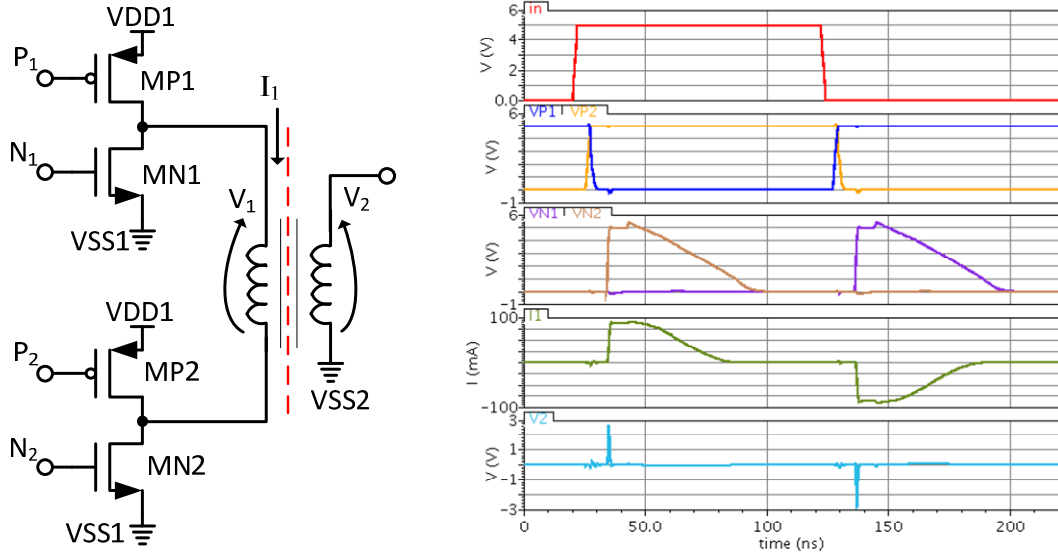 VDD1
P1
MP1
I1
N1
MN1
V1
V2
VSS1
VDD1
P2
MP2
VSS2
N2
MN2
VSS1
in
6
4
2
0.0
V (V)
VP1 VP2
6
-1
V (V)
VN1 VN2
6
-1
V (V)
I1
100
-100
I (mA)
V2
3
1
-1
-3
V (V)
0 50.0 100 150 200
time (ns)